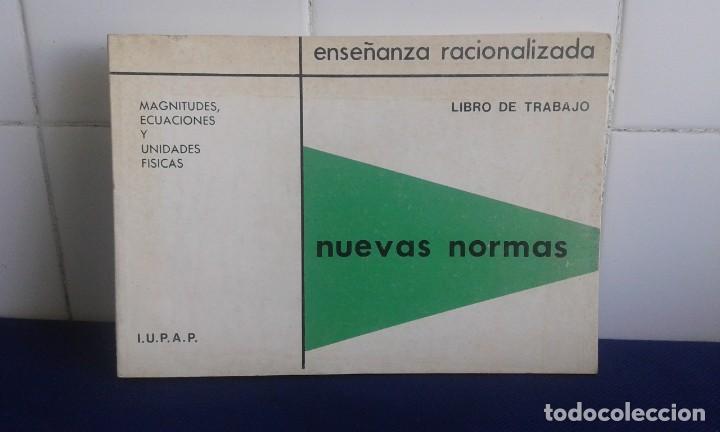 enseñanza racionalizada
MAGNITUDES,
ECUACIONES
Y
UNIDADES
FISICAS
LIBRO DE TRABAJO
nuevas normas
I.U.P.A.P.
todocoleccion